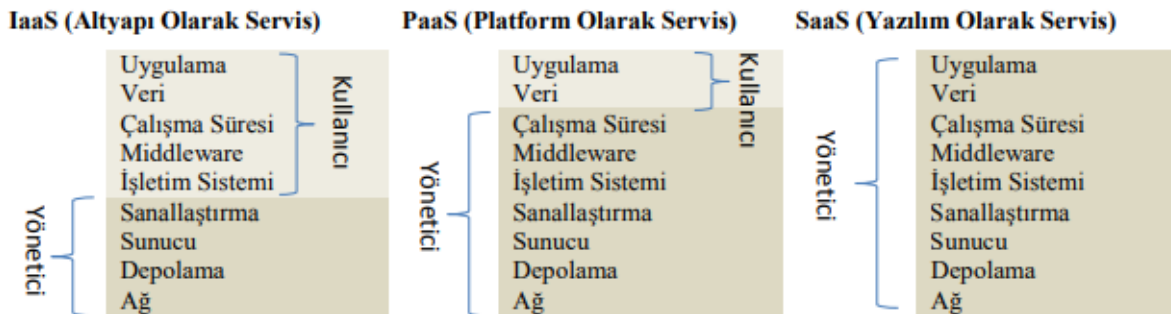 IaaS (Altyapı Olarak Servis)
Uygulama
Veri
Çalışma Süresi
Middleware
İşletim Sistemi
Sanallaştırma
Sunucu
Depolama
Ağ
Kullanıcı
Yönetici
PaaS (Platform Olarak Servis)
Uygulama
Veri
Çalışma Süresi
Middleware
İşletim Sistemi
Sanallaştırma
Sunucu
Depolama
Ağ
Kullanıcı
Yönetici
SaaS (Yazılım Olarak Servis)
Uygulama
Veri
Çalışma Süresi
Middleware
İşletim Sistemi
Sanallaştırma
Sunucu
Depolama
Ağ
Yönetici